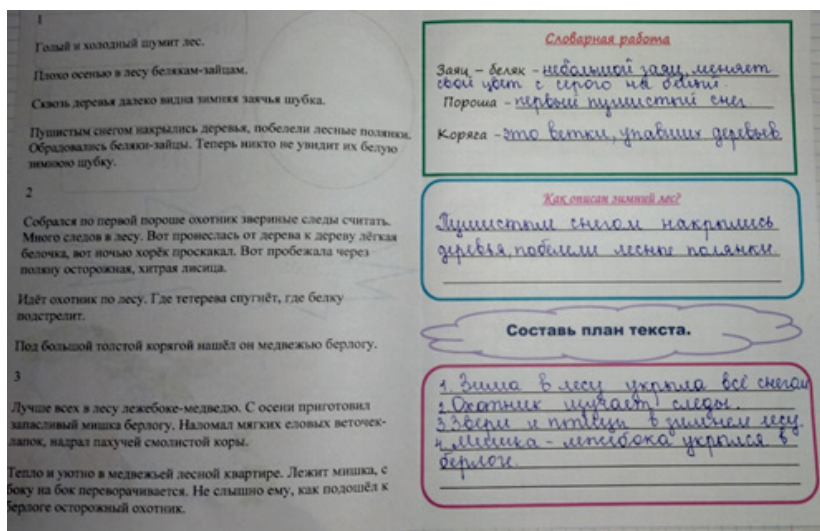 1
Голый и холодный шумит лес.
Плохо осенью в лесу белякам-зайцам.
Сквозь деревья далеко видна зимняя заячья шубка.
Пушистым снегом накрылись деревья, побелели лесные полянки.
Обрадовались беляки-зайцы. Теперь никто не увидит их белую
зимнюю шубку.
2
Собрался по первой пороше охотник звериные следы считать.
Много следов в лесу. Вот пронеслась от дерева к дереву лёгкая
белочка, вот ночью хорёк проскакал. Вот пробежала через
поляну осторожная, хитрая лисица.
Идёт охотник по лесу. Где тетерева спугнёт, где белку
подстрелит.
Под большой толстой корягой нашёл он медвежью берлогу.
3
Лучше всех в лесу лежебоке-медведю. С осени приготовил
запасливый мишка берлогу. Наломал мягких еловых веточек-
лапок, надрал пахучей смолистой коры.
Тепло и уютно в медвежьей лесной квартире. Лежит мишка, с
боку на бок переворачивается. Не слышно ему, как подошёл к
берлоге осторожный охотник.
Словарная работа
Заяц – беляк - небольшой заяц, меняет
свой цвет с серого на белый.
Пороша - первый пушистый снег
Коряга - это ветки, упавших деревьев
Как описан зимний лес?
Пушистым снегом накрылись
деревья, побелели лесные полянки.
Составь план текста.
1. Зима в лесу укрыла всё снегом
2. Охотник изучает следы.
3. Звери и птицы в зимнем лесу.
4. Мишка - лежебока укрылся в
берлоге.